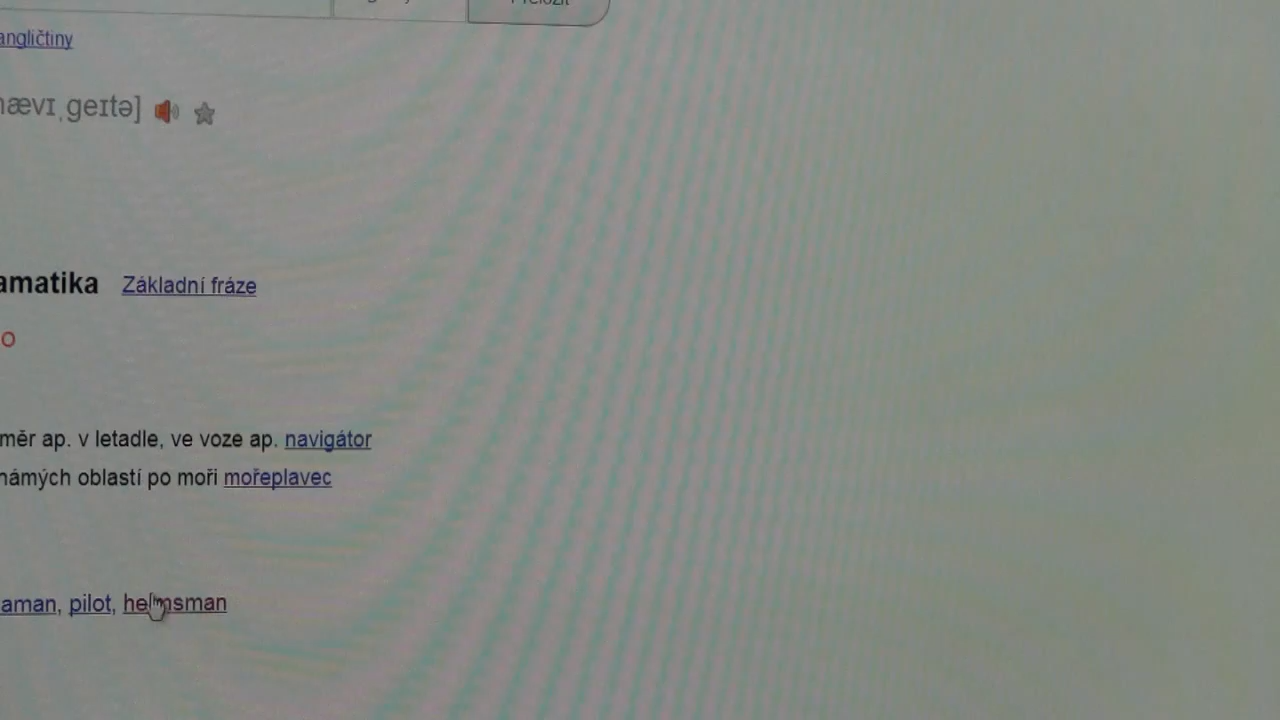 angličtiny
nævɪˌgeɪtə]
amatika Základní fráze
o
měr ap. v letadle, ve voze ap. navigátor
námých oblastí po moři mořeplavec
aman, pilot, helmsman